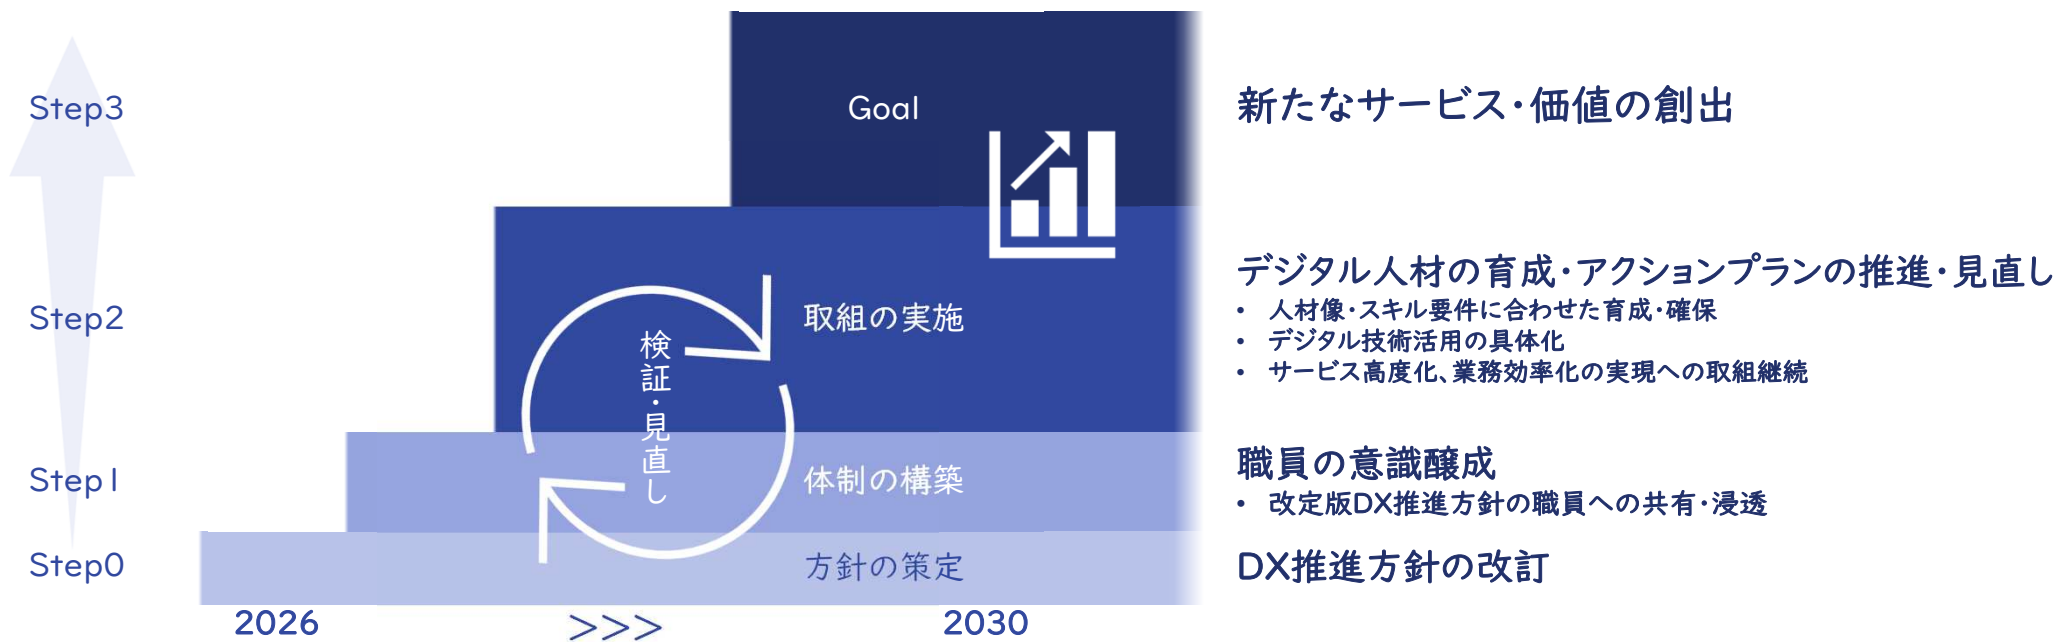 Step3
Goal
新たなサービス・価値の創出
Step2
取組の実施
検証・見直し
デジタル人材の育成・アクションプランの推進・見直し
• 人材像・スキル要件に合わせた育成・確保
• デジタル技術活用の具体化
• サービス高度化、業務効率化の実現への取組継続
Step1
体制の構築
職員の意識醸成
• 改定版DX推進方針の職員への共有・浸透
Step0
方針の策定
DX推進方針の改訂
2026
>>>
2030